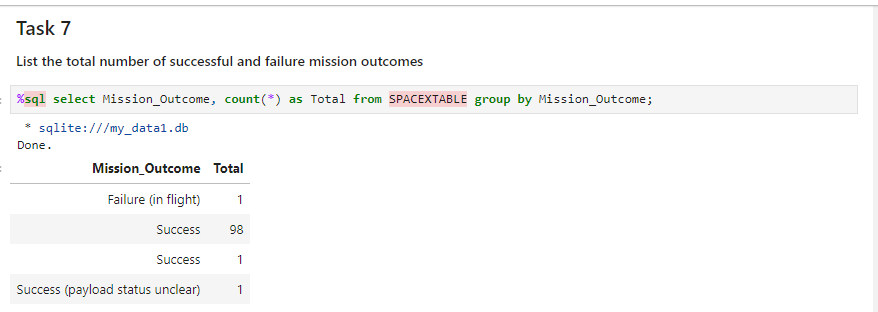 Task 7
List the total number of successful and failure mission outcomes
%sql select Mission_Outcome, count(*) as Total from SPACEXTABLE group by Mission_Outcome;
* sqlite:///my_data1.db
Done.
Mission_Outcome Total
Failure (in flight) 1
Success 98
Success 1
Success (payload status unclear) 1